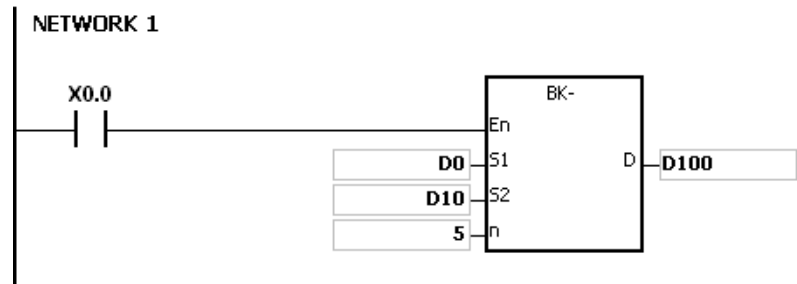 NETWORK 1
X0.0
BK-
En
D0 S1 D D100
D10 S2
5 n